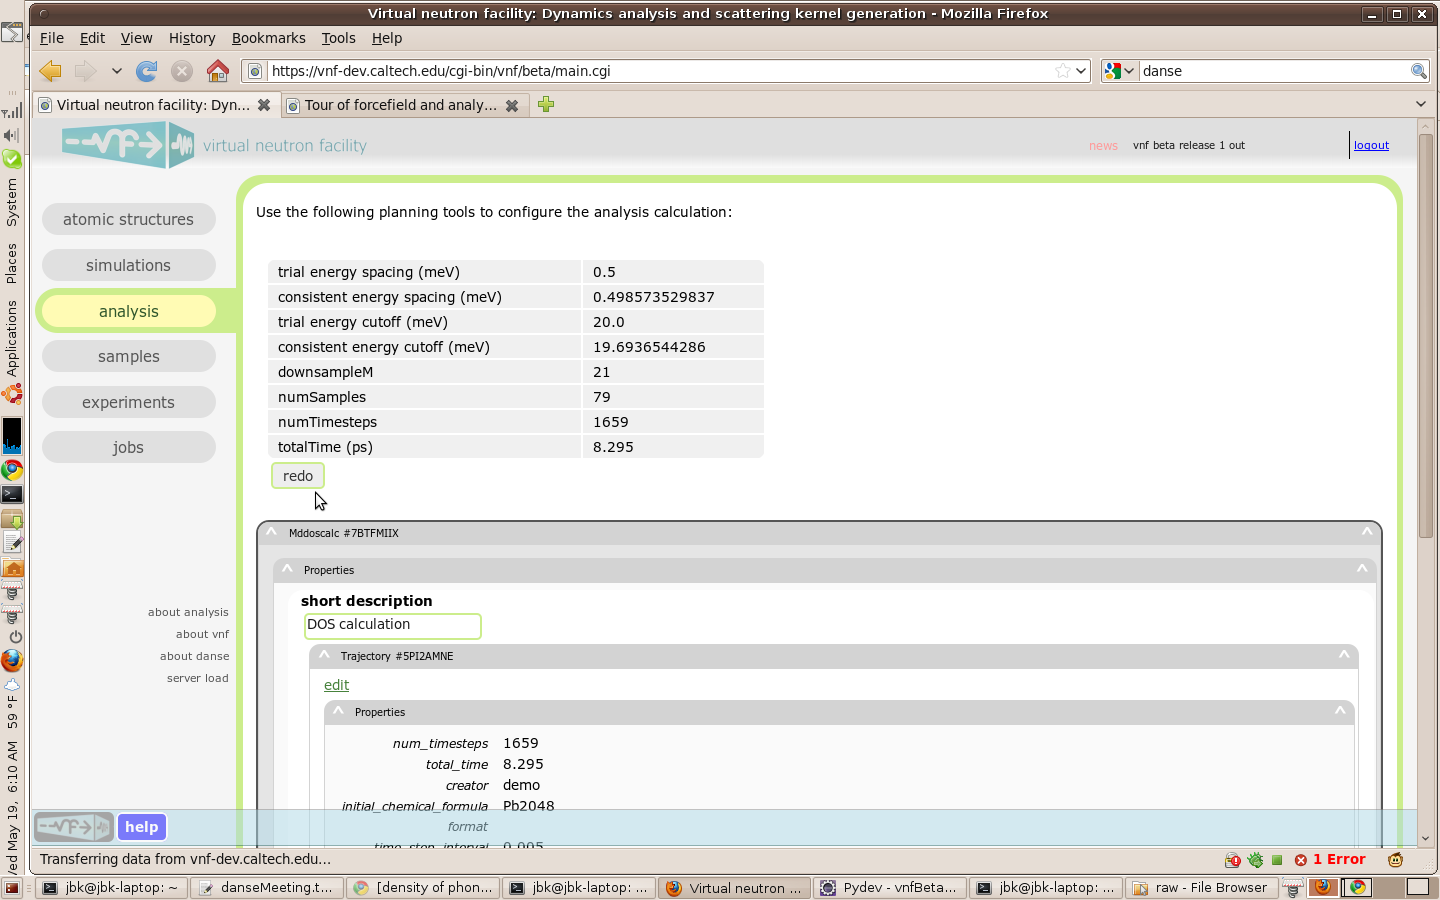 Virtual neutron facility: Dynamics analysis and scattering kernel generation - Mozilla Firefox
File Edit View History Bookmarks Tools Help
https://vnf-dev.caltech.edu/cgi-bin/vnf/beta/main.cgi
danse
Virtual neutron facility: Dyn...
Tour of forcefield and analy...
vnf
virtual neutron facility
news
vnf beta release 1 out
logout
atomic structures
simulations
analysis
samples
experiments
jobs
about analysis
about vnf
about danse
server load
Use the following planning tools to configure the analysis calculation:
trial energy spacing (meV) 0.5
consistent energy spacing (meV) 0.498573529837
trial energy cutoff (meV) 20.0
consistent energy cutoff (meV) 19.6936544286
downsampleM 21
numSamples 79
numTimesteps 1659
totalTime (ps) 8.295
redo
Mddoscalc #7BTFMIIX
Properties
short description
DOS calculation
Trajectory #5PI2AMNE
edit
Properties
num_timesteps 1659
total_time 8.295
creator demo
initial_chemical_formula Pb2048
format
time_step_interval 0.005
vnf
help
Transferring data from vnf-dev.caltech.edu...
1 Error
System
Places
Applications
59 °F
May 19, 6:10 AM
jbk@jbk-laptop: ~
danseMeeting.t...
[density of phon...
jbk@jbk-laptop: ...
Virtual neutron ...
Pydev - vnfBeta...
jbk@jbk-laptop: ...
raw - File Browser